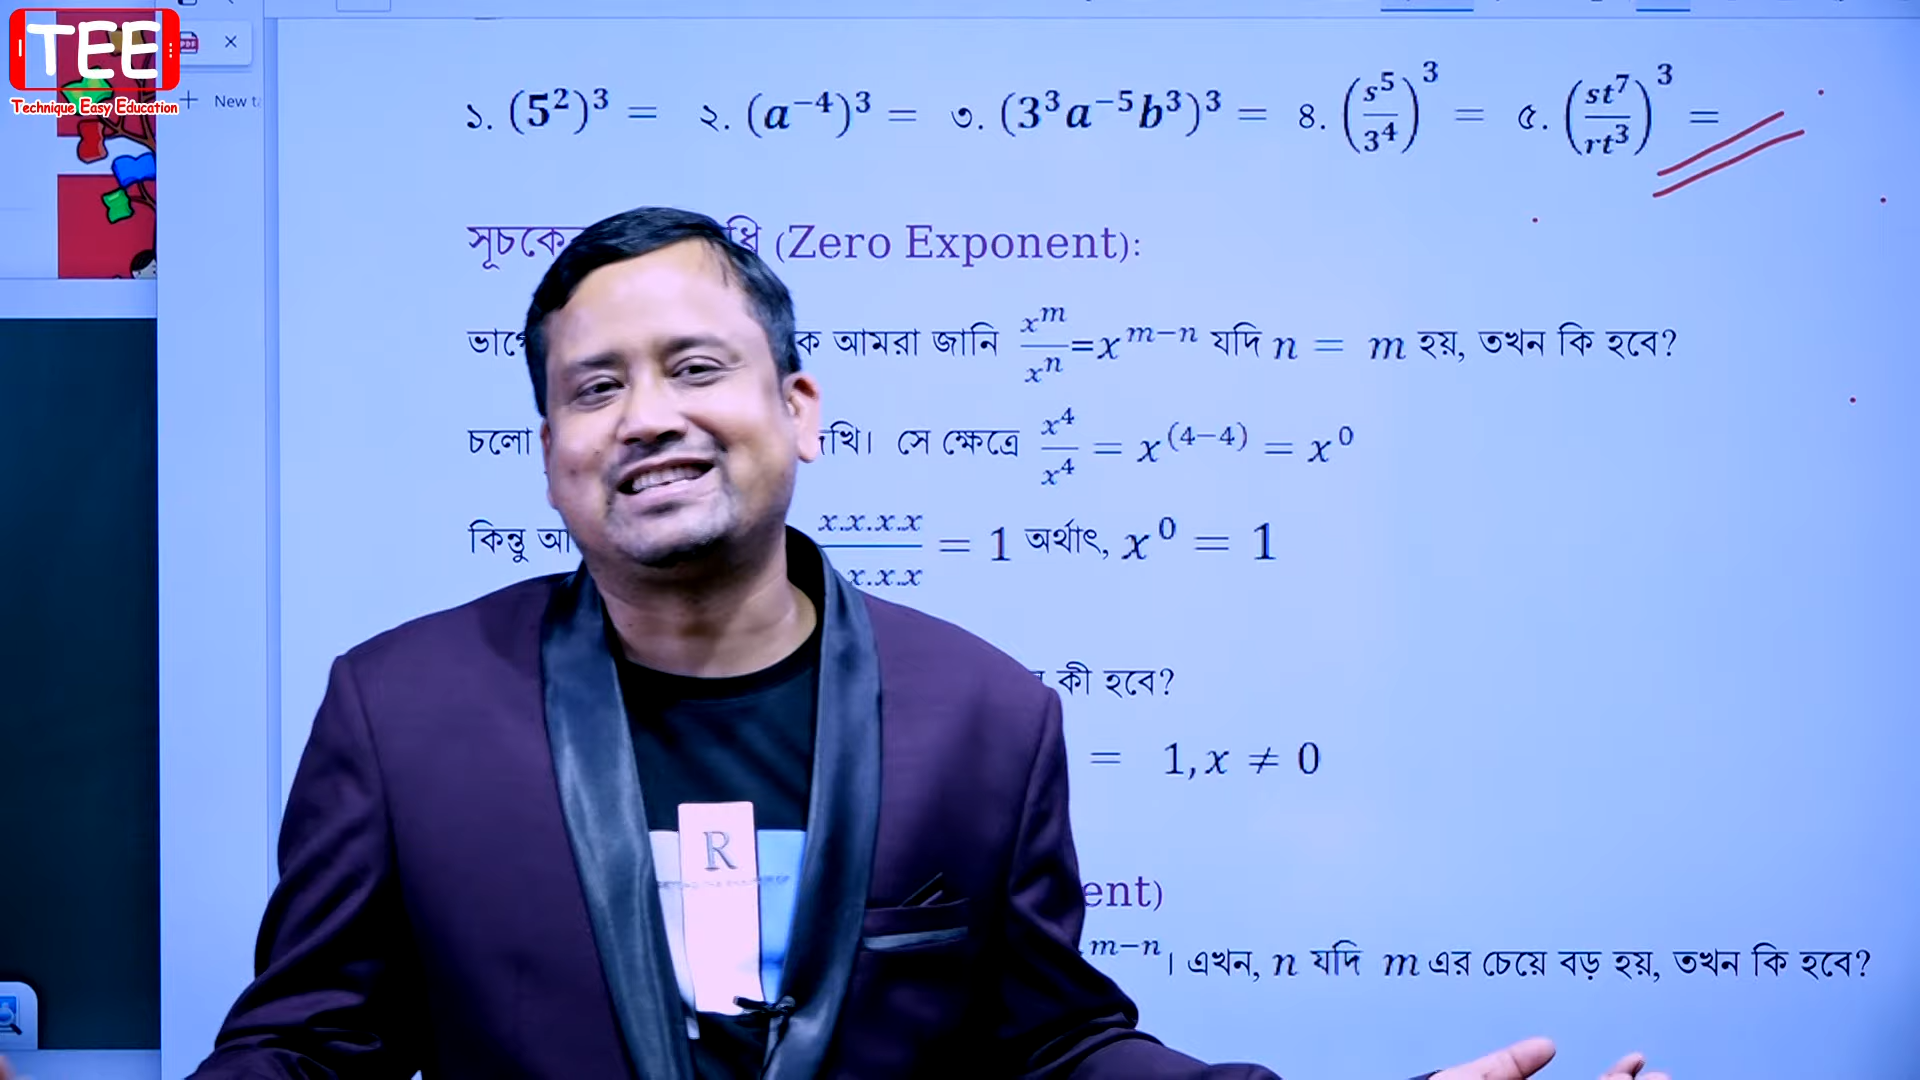 TEE
Technique Easy Education
New t
১. (5²)³ = ২. (a⁻⁴)³ = ৩. (3³a⁻⁵b³)³ = 8. (s⁵/3⁴)³ = ৫. (st⁷/rt³)³ =
(Zero Exponent):
আমরা জানি xᵐ/xⁿ=xᵐ⁻ⁿ যদি n = m হয়, তখন কি হবে?
চলো সে ক্ষেত্রে x⁴/x⁴ = x⁽⁴⁻⁴⁾ = x⁰
কিন্তু x.x.x.x/x.x.x = 1 অর্থাৎ, x⁰ = 1
কী হবে?
= 1, x ≠ 0
ent)
m−n। এখন, n যদি m এর চেয়ে বড় হয়, তখন কি হবে?
R